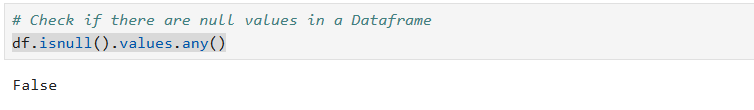 # Check if there are null values in a Dataframe
df.isnull().values.any()
False